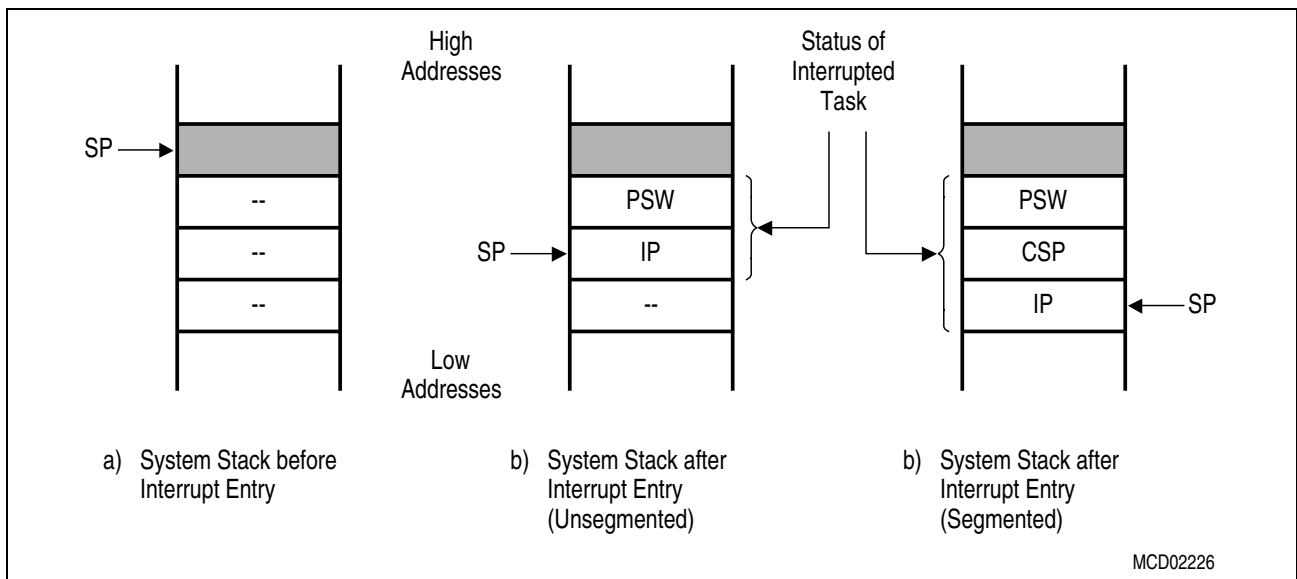 High
Addresses
Status of
Interrupted
Task
SP
--
--
--
PSW
SP
IP
--
PSW
CSP
IP
SP
Low
Addresses
a) System Stack before
Interrupt Entry
b) System Stack after
Interrupt Entry
(Unsegmented)
b) System Stack after
Interrupt Entry
(Segmented)
MCD02226